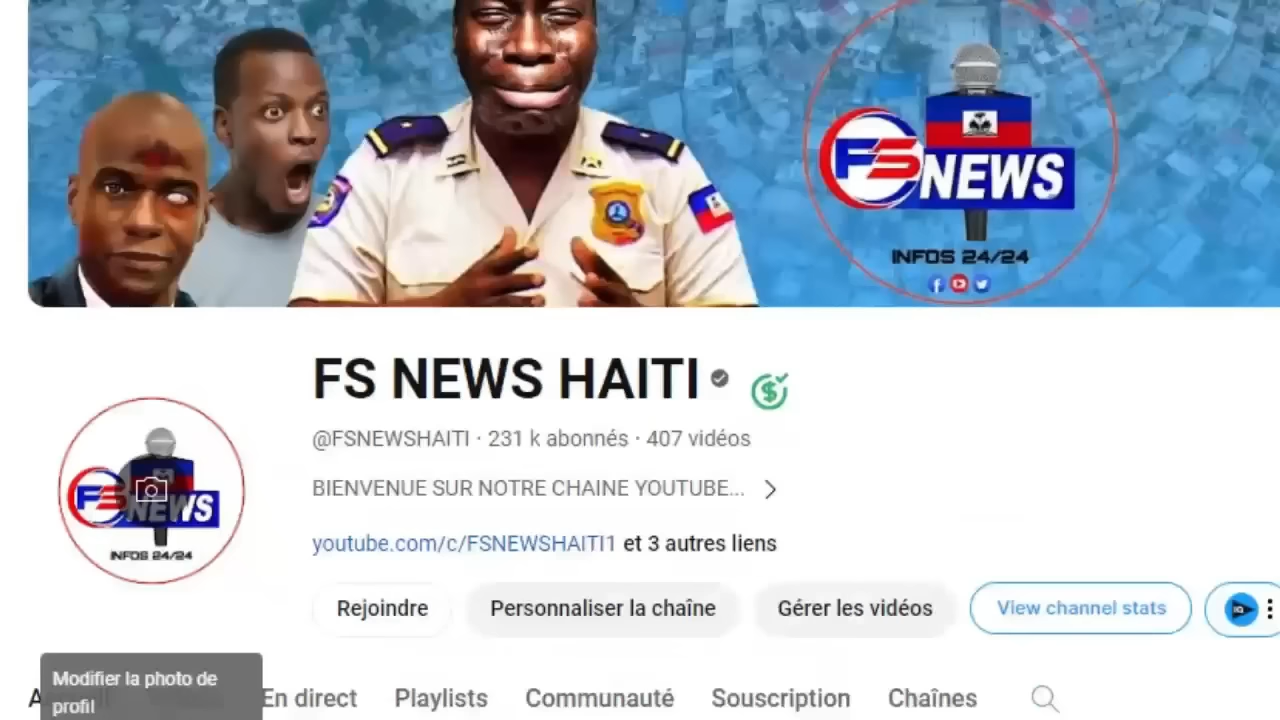 FS NEWS
INFOS 24/24
FS NEWS HAITI
@FSNEWSHAITI · 231 k abonnés · 407 vidéos
BIENVENUE SUR NOTRE CHAINE YOUTUBE...
youtube.com/c/FSNEWSHAITI1 et 3 autres liens
FS NEWS
INFOS 24/24
Rejoindre
Personnaliser la chaîne
Gérer les vidéos
View channel stats
IQ
Modifier la photo de
profil
En direct
Playlists
Communauté
Souscription
Chaînes